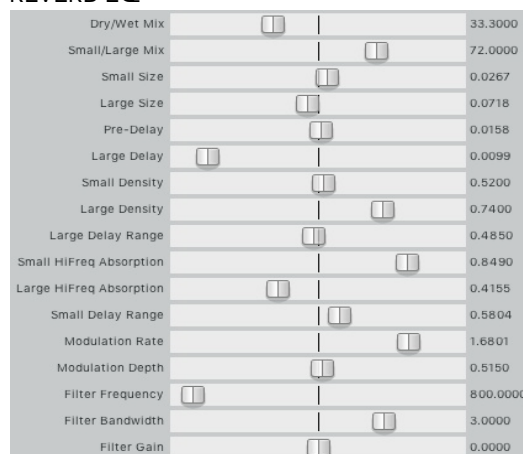 REVERB EQ
Dry/Wet Mix 33.3000
Small/Large Mix 72.0000
Small Size 0.0267
Large Size 0.0718
Pre-Delay 0.0158
Large Delay 0.0099
Small Density 0.5200
Large Density 0.7400
Large Delay Range 0.4850
Small HiFreq Absorption 0.8490
Large HiFreq Absorption 0.4155
Small Delay Range 0.5804
Modulation Rate 1.6801
Modulation Depth 0.5150
Filter Frequency 800.0000
Filter Bandwidth 3.0000
Filter Gain 0.0000